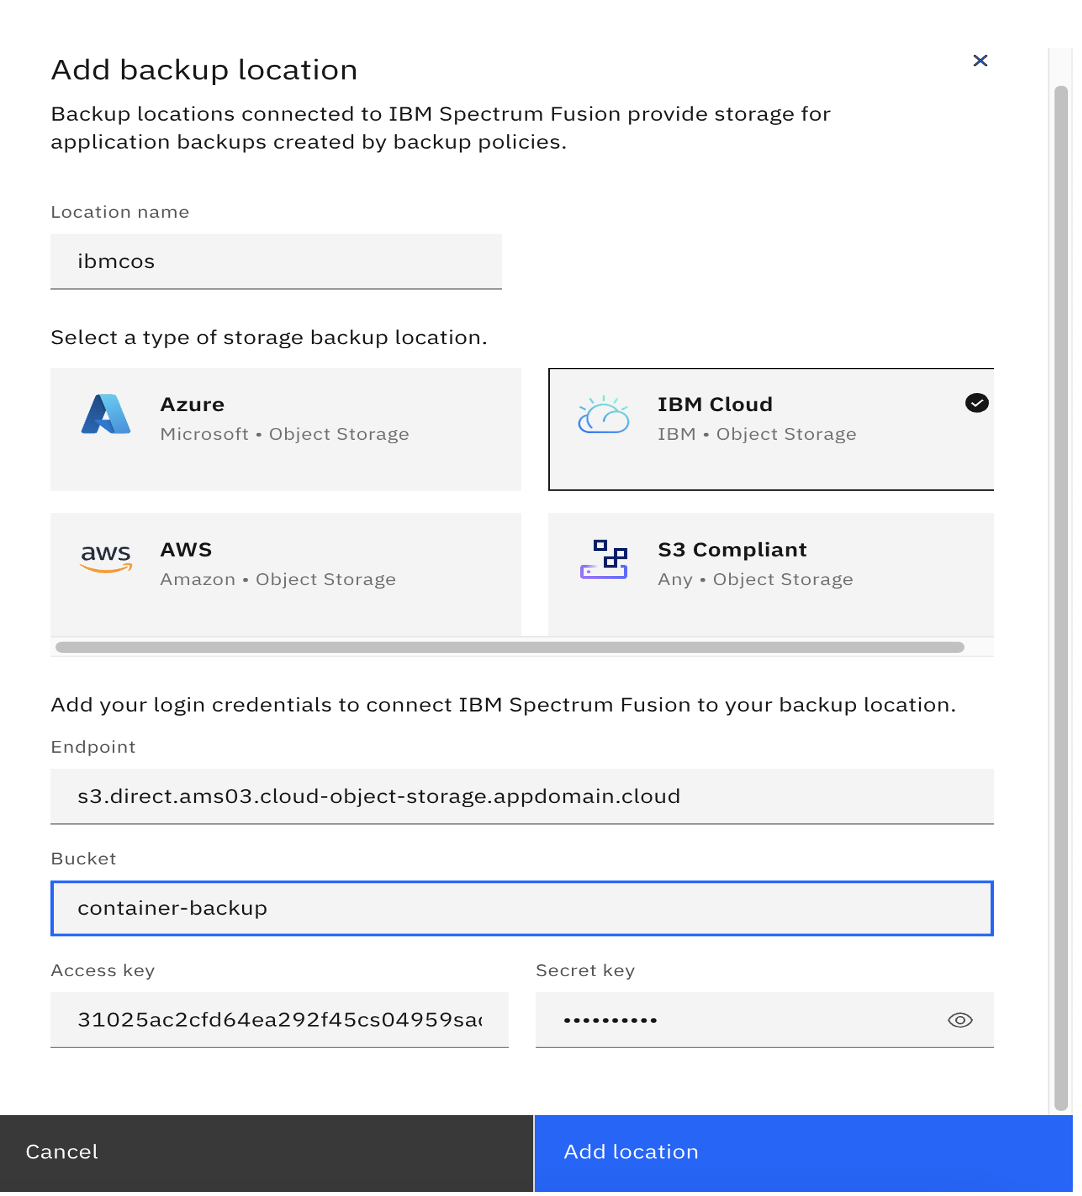 Add backup location
Backup locations connected to IBM Spectrum Fusion provide storage for
application backups created by backup policies.
Location name
ibmcos
Select a type of storage backup location.
Azure
Microsoft • Object Storage
IBM Cloud
IBM • Object Storage
aws
AWS
Amazon • Object Storage
S3 Compliant
Any • Object Storage
Add your login credentials to connect IBM Spectrum Fusion to your backup location.
Endpoint
s3.direct.ams03.cloud-object-storage.appdomain.cloud
Bucket
container-backup
Access key
Secret key
31025ac2cfd64ea292f45cs04959sa
••••••••••
Cancel
Add location